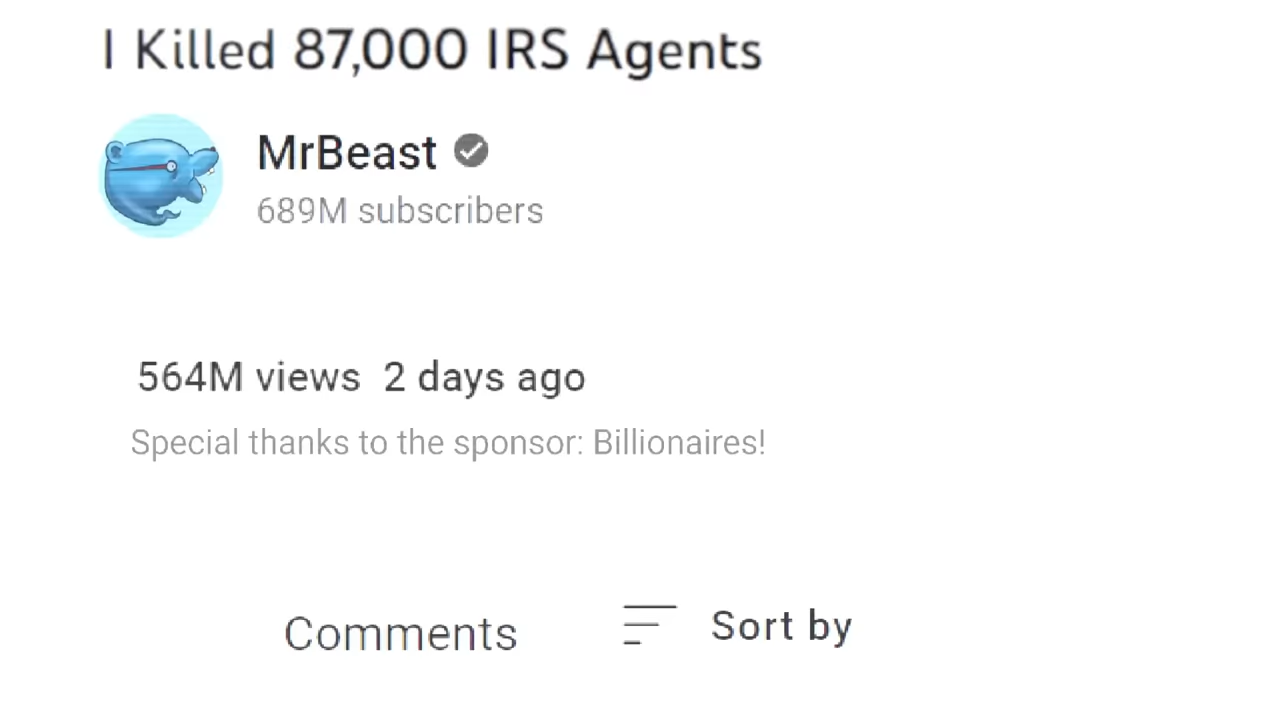 I Killed 87,000 IRS Agents
MrBeast
689M subscribers
564M views 2 days ago
Special thanks to the sponsor: Billionaires!
Comments
Sort by